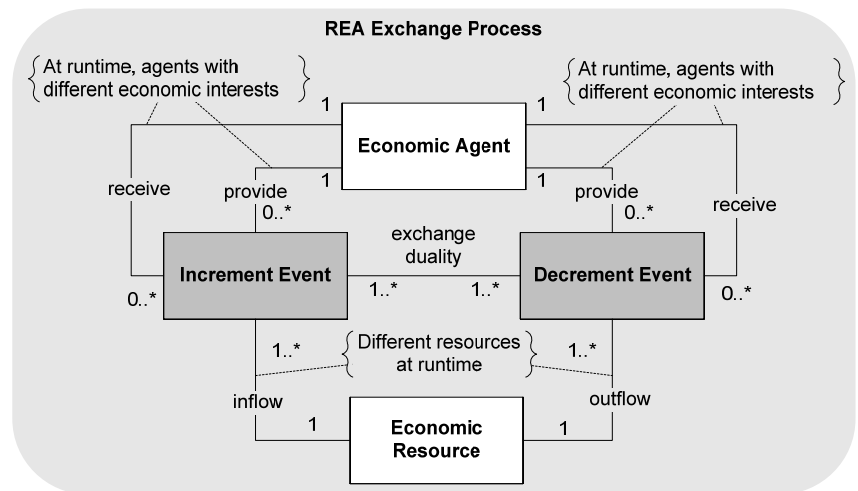 REA Exchange Process
At runtime, agents with
different economic interests
At runtime, agents with
different economic interests
1
1
Economic Agent
1
1
receive
provide
0..*
provide
0..*
receive
exchange
duality
Increment Event
Decrement Event
0..*
1..*
1..*
0..*
1..*
Different resources
at runtime
1..*
inflow
outflow
1
Economic
Resource
1